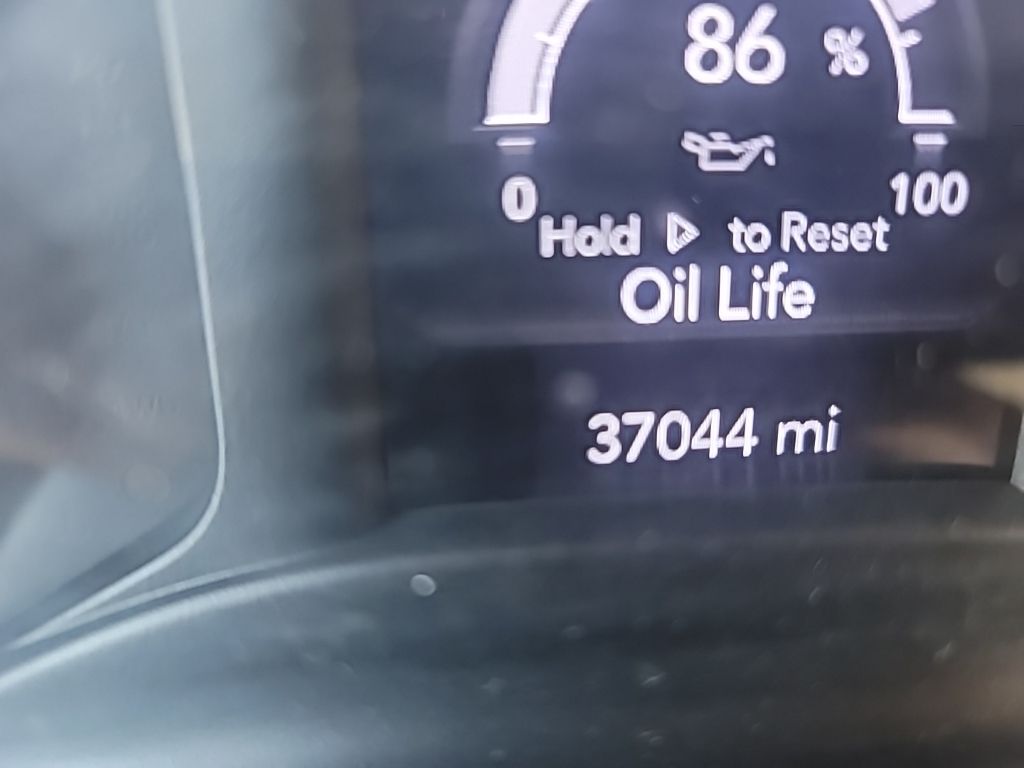 86 %
0
100
Hold ▷ to Reset
Oil Life
37044 mi